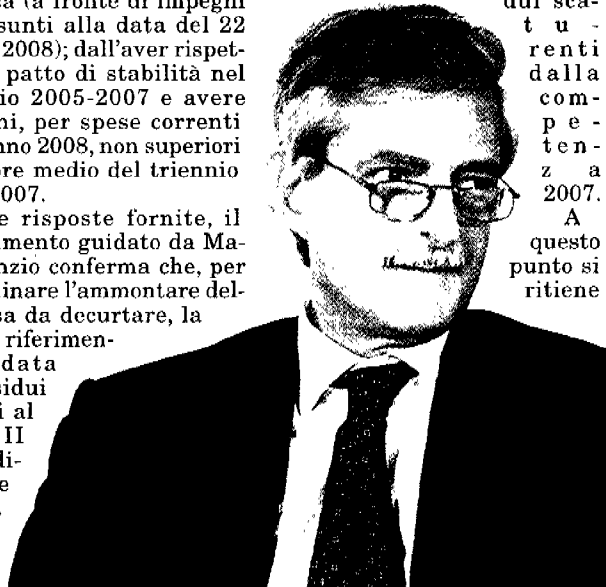 sa (a fronte di impegni
sunti alla data del 22
2008); dall'aver rispet-
patto di stabilità nel
io 2005-2007 e avere
ni, per spese correnti
nno 2008, non superiori
re medio del triennio
007.
e risposte fornite, il
mento guidato da Ma-
nzio conferma che, per
inare l'ammontare del-
sa da decurtare, la
riferimen-
data
sidui
i al
II
di-
e
dui sca-
t u -
renti
dalla
com-
p e -
ten-
z a
2007.
A
questo
punto si
ritiene